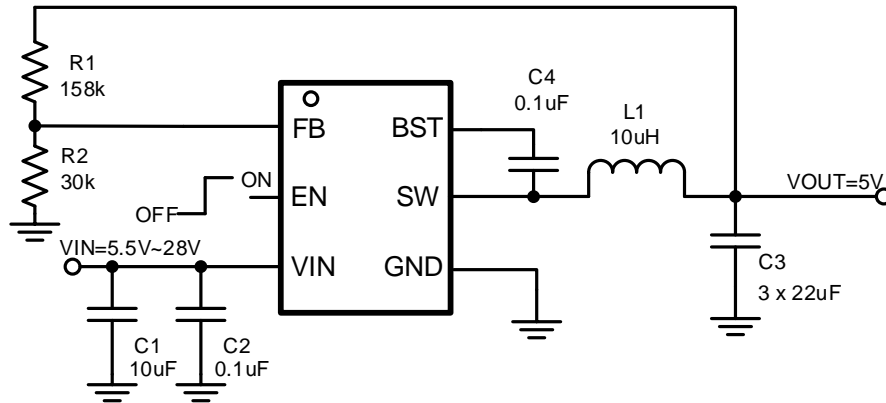 R1
158k
C4
0.1uF
L1
10uH
FB
BST
R2
30k
ON
EN
SW
OFF
VOUT=5V
VIN=5.5V~28V
VIN
GND
C3
3 x 22uF
C1
10uF
C2
0.1uF